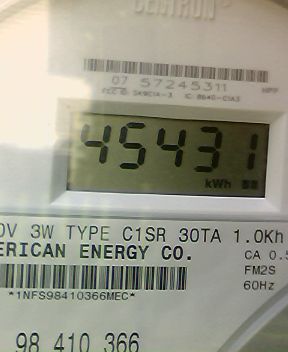 CENTRON
07 57245311
45431
kWh
0V 3W TYPE C1SR 30TA 1.0Kh
ERICAN ENERGY CO.
CA 0.5
FM2S
60Hz
*1NFS98410366MEC*
98 410 366